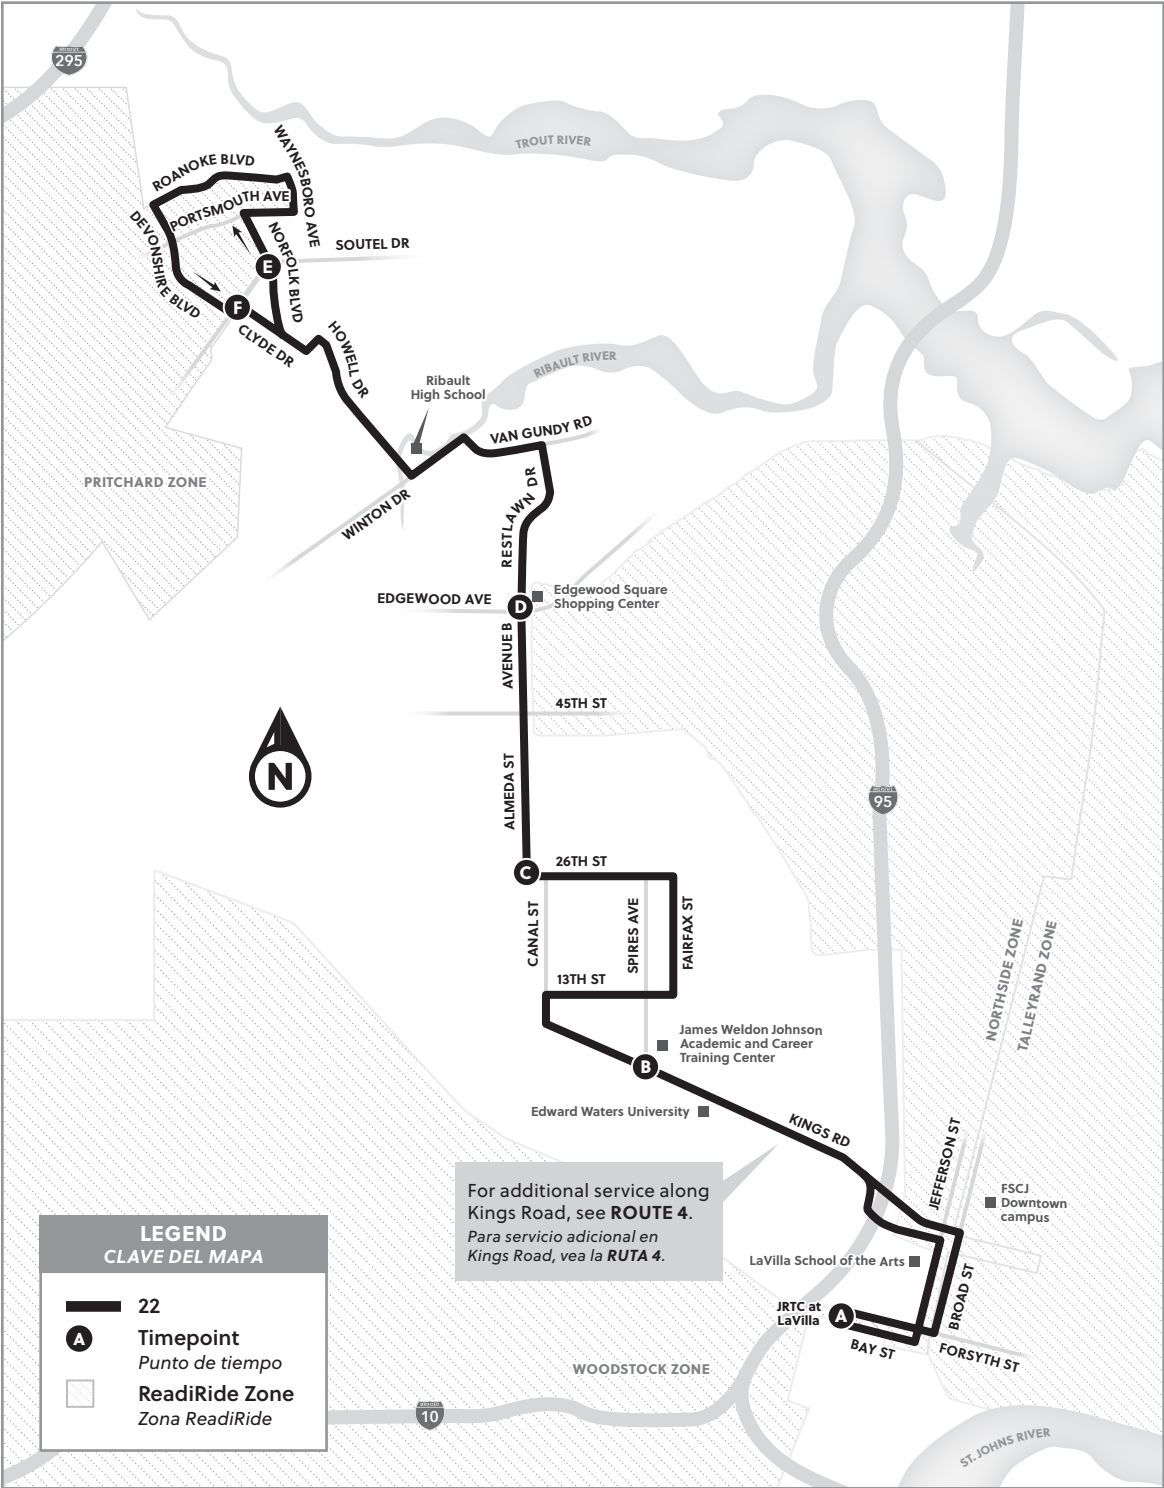 INTERSTATE
295
TROUT RIVER
WAYNESBORO AVE
ROANOKE BLVD
PORTSMOUTH AVE
DEVONSHIRE BLVD
NORFOLK BLVD
SOUTEL DR
E
F
CLYDE DR
HOWELL DR
RIBAULT RIVER
Ribault
High School
VAN GUNDY RD
PRITCHARD ZONE
WINTON DR
RESTLAWN DR
EDGEWOOD AVE
D
Edgewood Square
Shopping Center
AVENUE B
45TH ST
N
ALMEDA ST
95
C
26TH ST
CANAL ST
SPIRES AVE
FAIRFAX ST
13TH ST
NORTHSIDE ZONE
TALLEYRAND ZONE
James Weldon Johnson
Academic and Career
Training Center
B
Edward Waters University
KINGS RD
JEFFERSON ST
For additional service along
Kings Road, see ROUTE 4.
Para servicio adicional en
Kings Road, vea la RUTA 4.
FSCJ
Downtown
campus
LaVilla School of the Arts
BROAD ST
JRTC at
LaVilla
A
BAY ST
FORSYTH ST
WOODSTOCK ZONE
10
ST. JOHNS RIVER
LEGEND
CLAVE DEL MAPA
22
A
Timepoint
Punto de tiempo
ReadiRide Zone
Zona ReadiRide